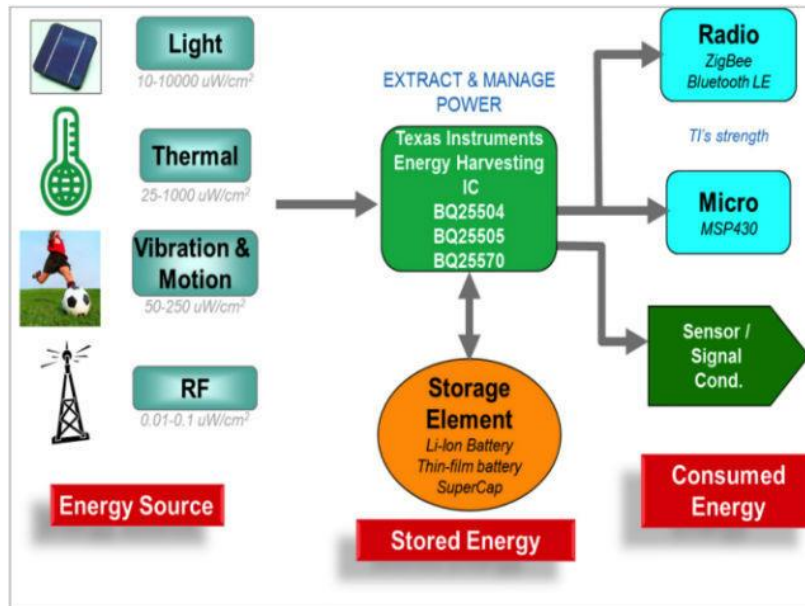 Light
10-10000 uW/cm²
Thermal
25-1000 uW/cm²
Vibration &
Motion
50-250 uW/cm²
RF
0.01-0.1 uW/cm²
Energy Source
EXTRACT & MANAGE
POWER
Texas Instruments
Energy Harvesting
IC
BQ25504
BQ25505
BQ25570
Storage
Element
Li-Ion Battery
Thin-film battery
SuperCap
Stored Energy
Radio
ZigBee
Bluetooth LE
TI's strength
Micro
MSP430
Sensor /
Signal
Cond.
Consumed
Energy